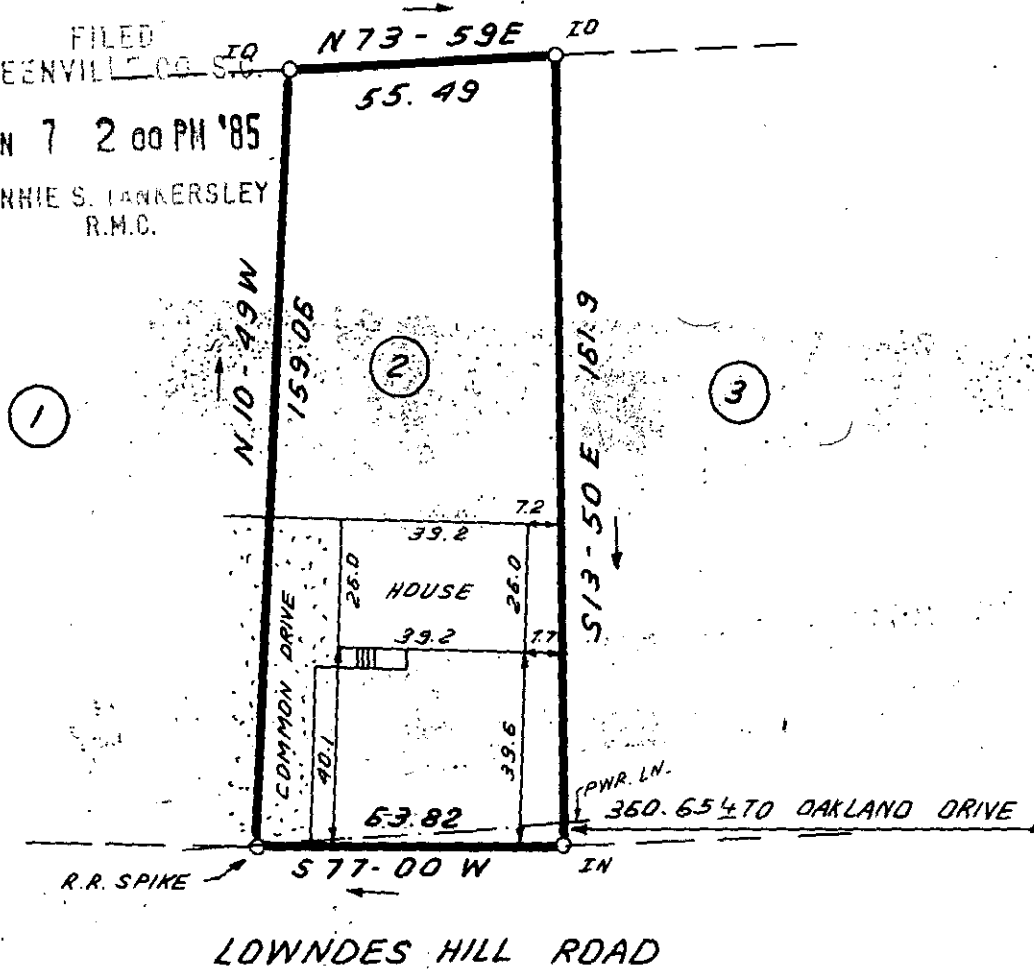 FILED
N 73-59E
IO
IO
EENVILLE CO. S.C.
55.49
N 7 2 00 PM '85
NNIE S. TANKERSLEY
R.M.C.
N.10-49W
159.06
S13-50 E 161.9
1
2
3
7.2
39.2
26.0
HOUSE
26.0
39.2
7.7
COMMON DRIVE
40.1
39.6
PWR. LN.
63.82
360.65 ± TO OAKLAND DRIVE
R.R. SPIKE
S 77-00 W
IN
LOWNDES HILL ROAD